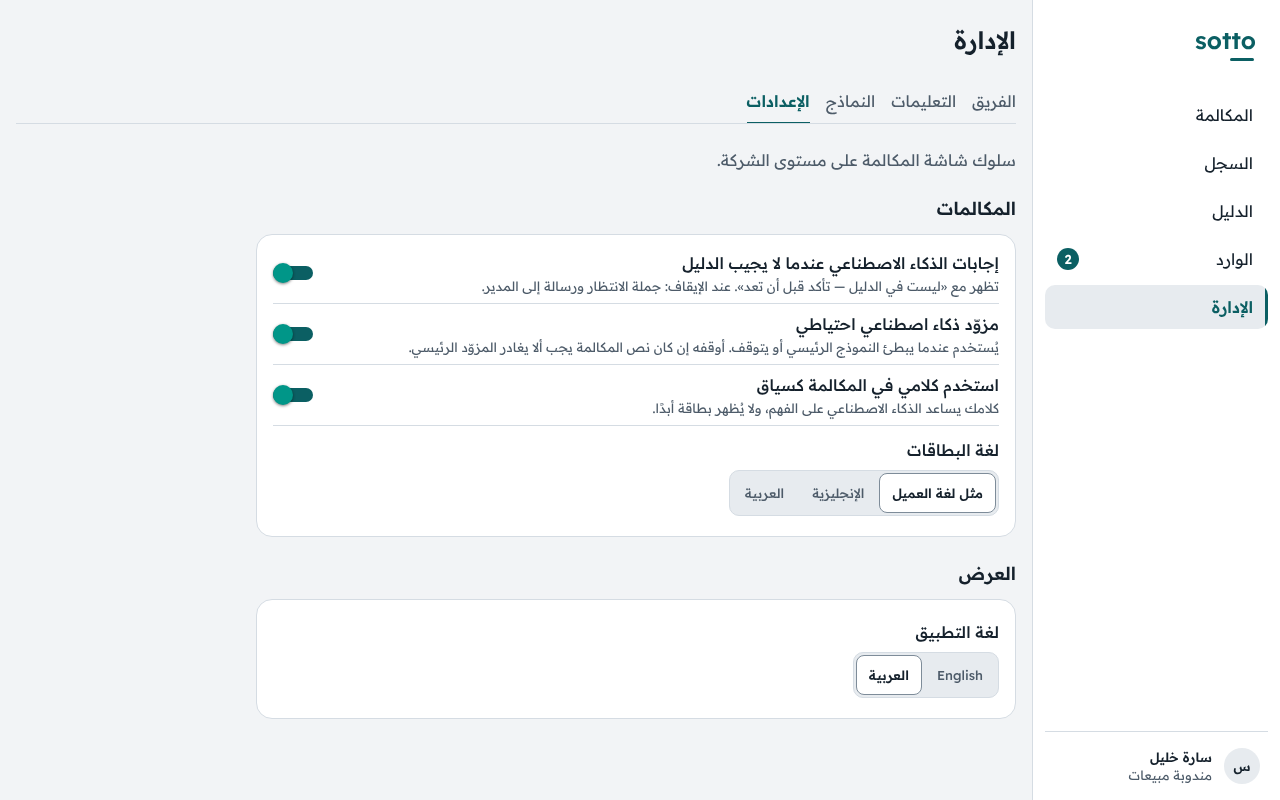 sotto
المكالمة
السجل
الدليل
الوارد 2
الإدارة
سارة خليل
مندوبة مبيعات
س
الإدارة
الفريق التعليمات النماذج الإعدادات
سلوك شاشة المكالمة على مستوى الشركة.
المكالمات
إجابات الذكاء الاصطناعي عندما لا يجيب الدليل
تظهر مع «ليست في الدليل — تأكد قبل أن تعد». عند الإيقاف: جملة الانتظار ورسالة إلى المدير.
مزوّد ذكاء اصطناعي احتياطي
يُستخدم عندما يبطئ النموذج الرئيسي أو يتوقف. أوقفه إن كان نص المكالمة يجب ألا يغادر المزوّد الرئيسي.
استخدم كلامي في المكالمة كسياق
كلامك يساعد الذكاء الاصطناعي على الفهم، ولا يُظهر بطاقة أبدًا.
لغة البطاقات
مثل لغة العميل الإنجليزية العربية
العرض
لغة التطبيق
English العربية